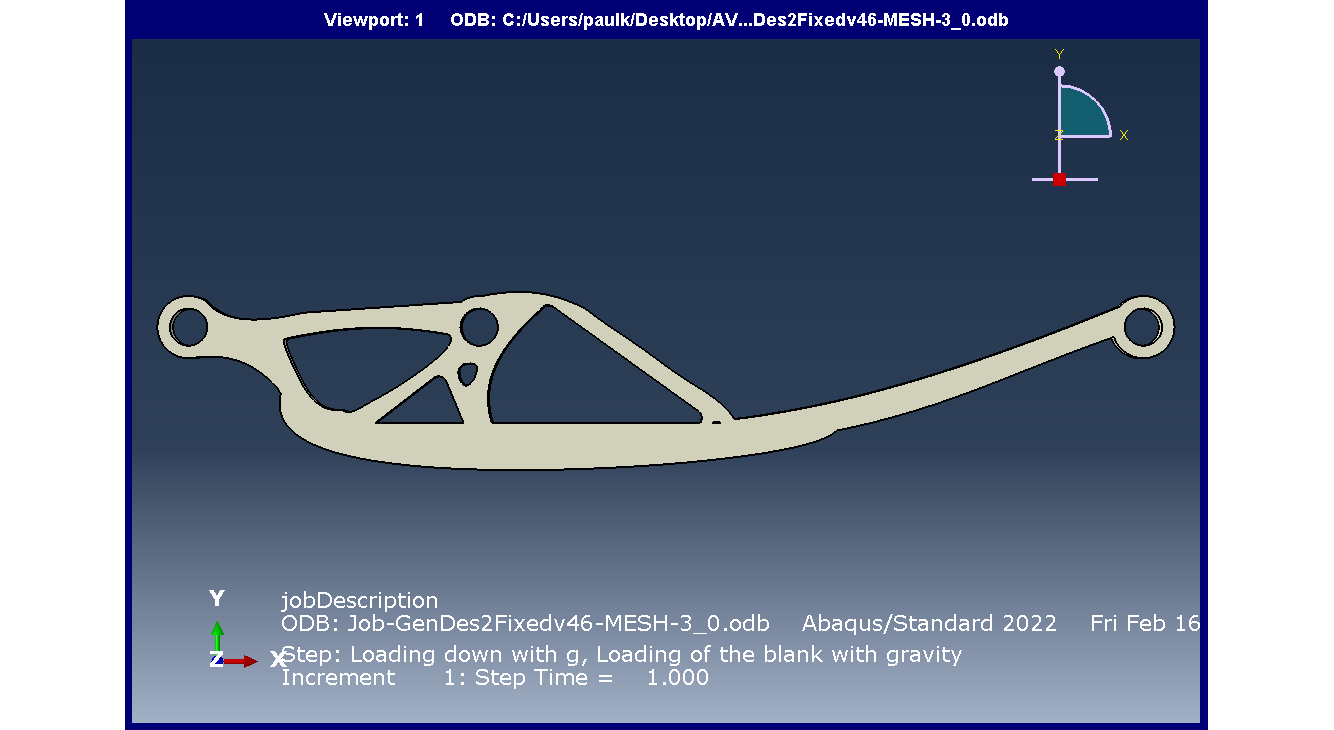 Viewport: 1 ODB: C:/Users/paulk/Desktop/AV...Des2Fixedv46-MESH-3_0.odb
Y
Z X
Y
Z X
jobDescription
ODB: Job-GenDes2Fixedv46-MESH-3_0.odb Abaqus/Standard 2022 Fri Feb 16
Step: Loading down with g, Loading of the blank with gravity
Increment 1: Step Time = 1.000